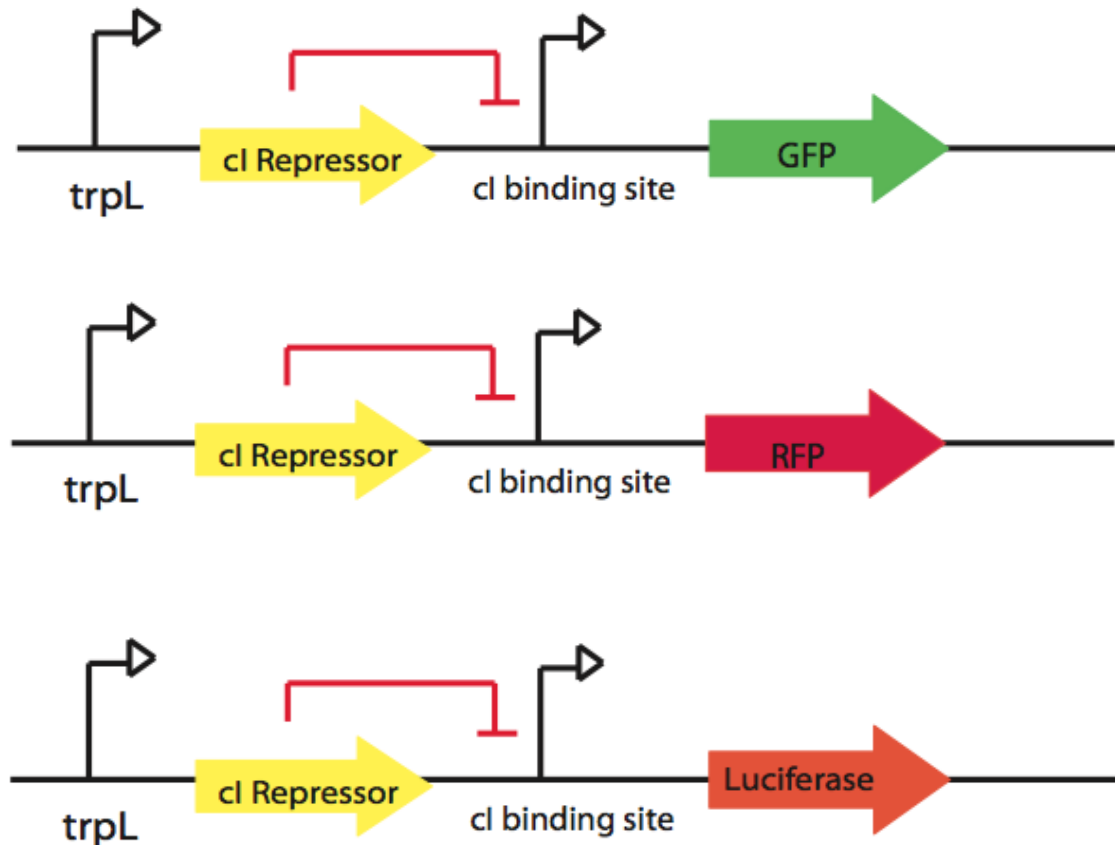 cI Repressor
GFP
trpL
cI binding site
cI Repressor
RFP
trpL
cI binding site
cI Repressor
Luciferase
trpL
cI binding site